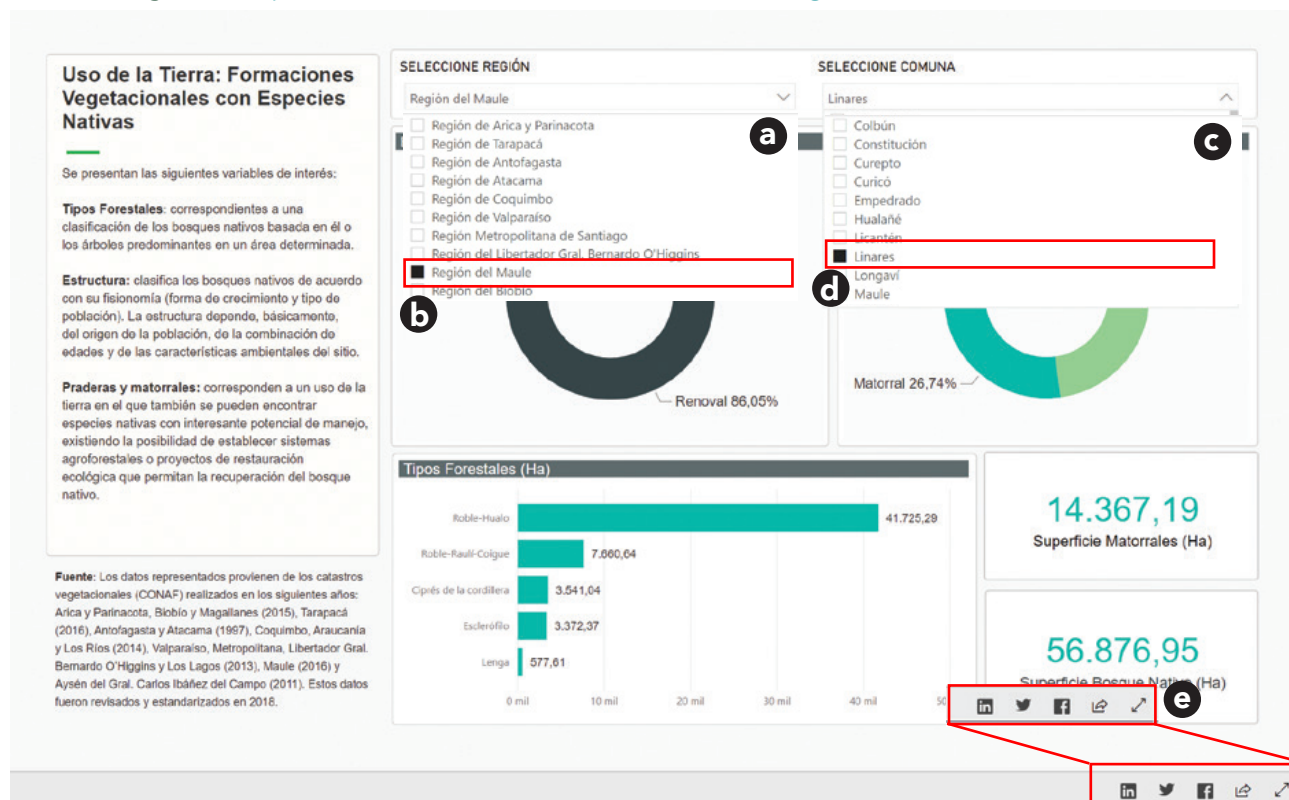 Uso de la Tierra: Formaciones
Vegetacionales con Especies
Nativas
Se presentan las siguientes variables de interés:
Tipos Forestales: correspondientes a una
clasificación de los bosques nativos basada en él o
los árboles predominantes en un área determinada.
Estructura: clasifica los bosques nativos de acuerdo
con su fisionomía (forma de crecimiento y tipo de
población). La estructura depende, básicamente,
del origen de la población, de la combinación de
edades y de las características ambientales del sitio.
Praderas y matorrales: corresponden a un uso de la
tierra en el que también se pueden encontrar
especies nativas con interesante potencial de manejo,
existiendo la posibilidad de establecer sistemas
agroforestales o proyectos de restauración
ecológica que permitan la recuperación del bosque
nativo.
Fuente: Los datos representados provienen de los catastros
vegetacionales (CONAF) realizados en los siguientes años:
Arica y Parinacota, Biobío y Magallanes (2015), Tarapacá
(2016), Antofagasta y Atacama (1997), Coquimbo, Araucanía
y Los Ríos (2014), Valparaíso, Metropolitana, Libertador Gral.
Bernardo O'Higgins y Los Lagos (2013), Maule (2016) y
Aysén del Gral. Carlos Ibáñez del Campo (2011). Estos datos
fueron revisados y estandarizados en 2018.
SELECCIONE REGIÓN
Región del Maule
a
Región de Arica y Parinacota
Región de Tarapacá
Región de Antofagasta
Región de Atacama
Región de Coquimbo
Región de Valparaíso
Región Metropolitana de Santiago
Región del Libertador Gral. Bernardo O'Higgins
Región del Maule
Región del Biobío
b
Renoval 86,05%
SELECCIONE COMUNA
Linares
c
Colbún
Constitución
Curepto
Curicó
Empedrado
Hualañé
Licantén
Linares
Longaví
Maule
d
Matorral 26,74%
Tipos Forestales (Ha)
Roble-Hualo 41.725,29
Roble-Raulí-Coigue 7.660,64
Ciprés de la cordillera 3.541,04
Esclerófilo 3.372,37
Lenga 577,61
0 mil 10 mil 20 mil 30 mil 40 mil 50
14.367,19
Superficie Matorrales (Ha)
56.876,95
Superficie Bosque Nativo (Ha)
e